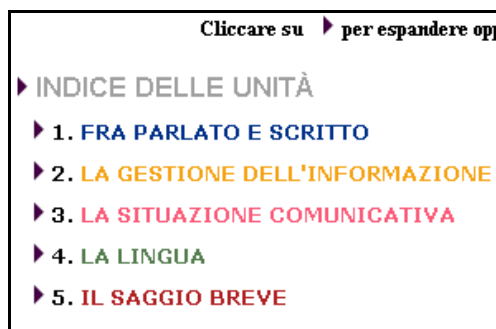 Cliccare su per espandere opp
INDICE DELLE UNITÀ
1. FRA PARLATO E SCRITTO
2. LA GESTIONE DELL'INFORMAZIONE
3. LA SITUAZIONE COMUNICATIVA
4. LA LINGUA
5. IL SAGGIO BREVE